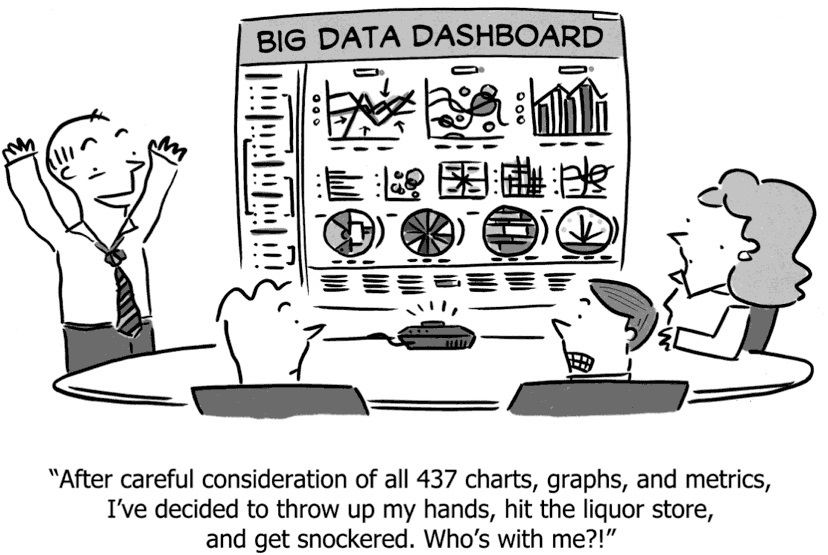 BIG DATA DASHBOARD
“After careful consideration of all 437 charts, graphs, and metrics,
I’ve decided to throw up my hands, hit the liquor store,
and get snockered. Who’s with me?!”